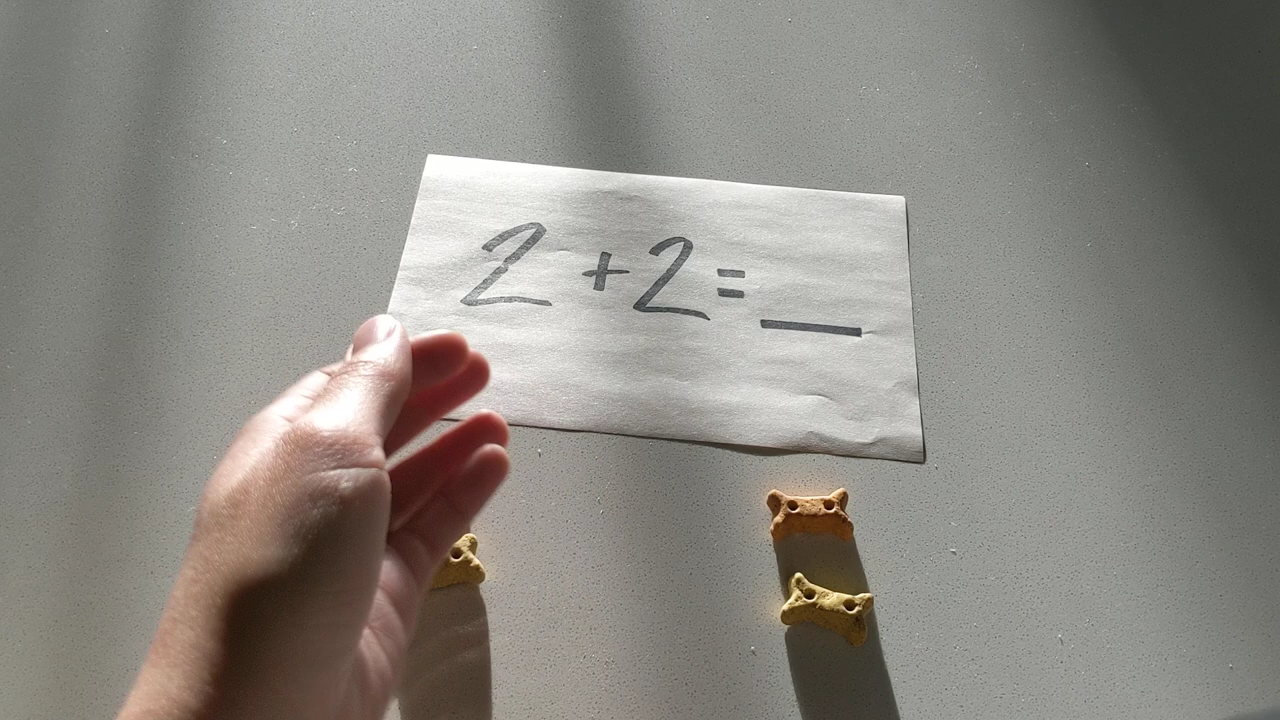 2 + 2 = __